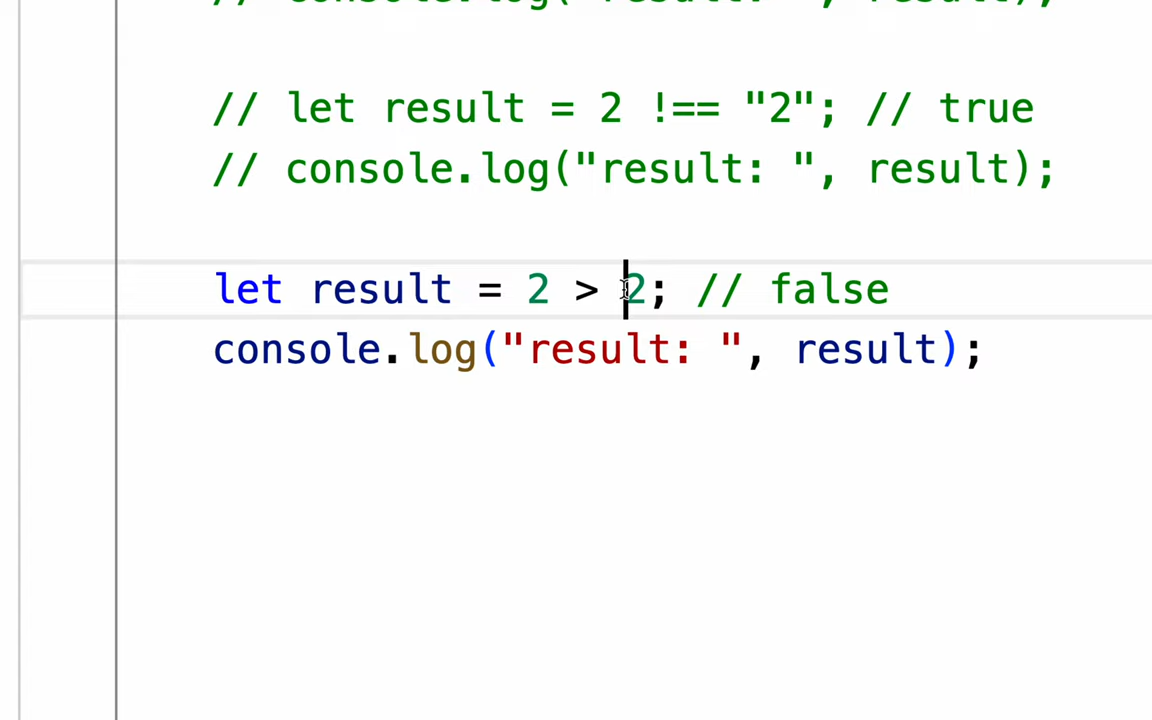 // let result = 2 !== "2"; // true
// console.log("result: ", result);
let result = 2 > 2; // false
console.log("result: ", result);